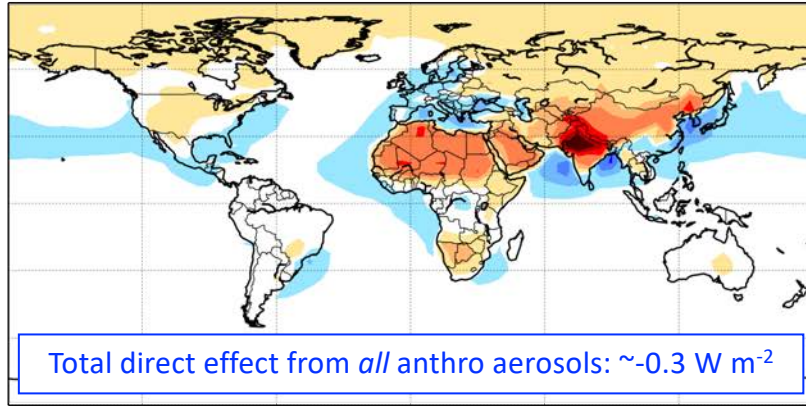 Total direct effect from all anthro aerosols: ~-0.3 W m⁻²